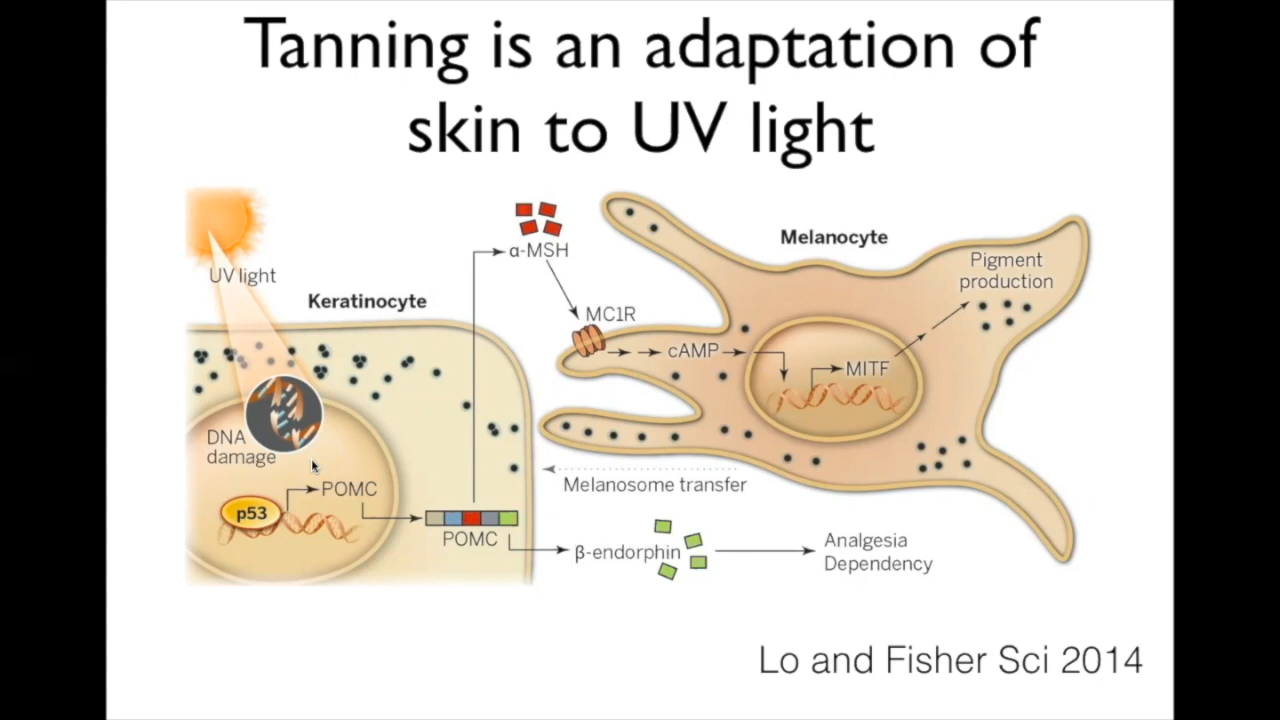 Tanning is an adaptation of
skin to UV light
UV light
Keratinocyte
DNA
damage
p53
POMC
POMC
α-MSH
MC1R
cAMP
MITF
Melanocyte
Pigment
production
Melanosome transfer
β-endorphin
Analgesia
Dependency
Lo and Fisher Sci 2014